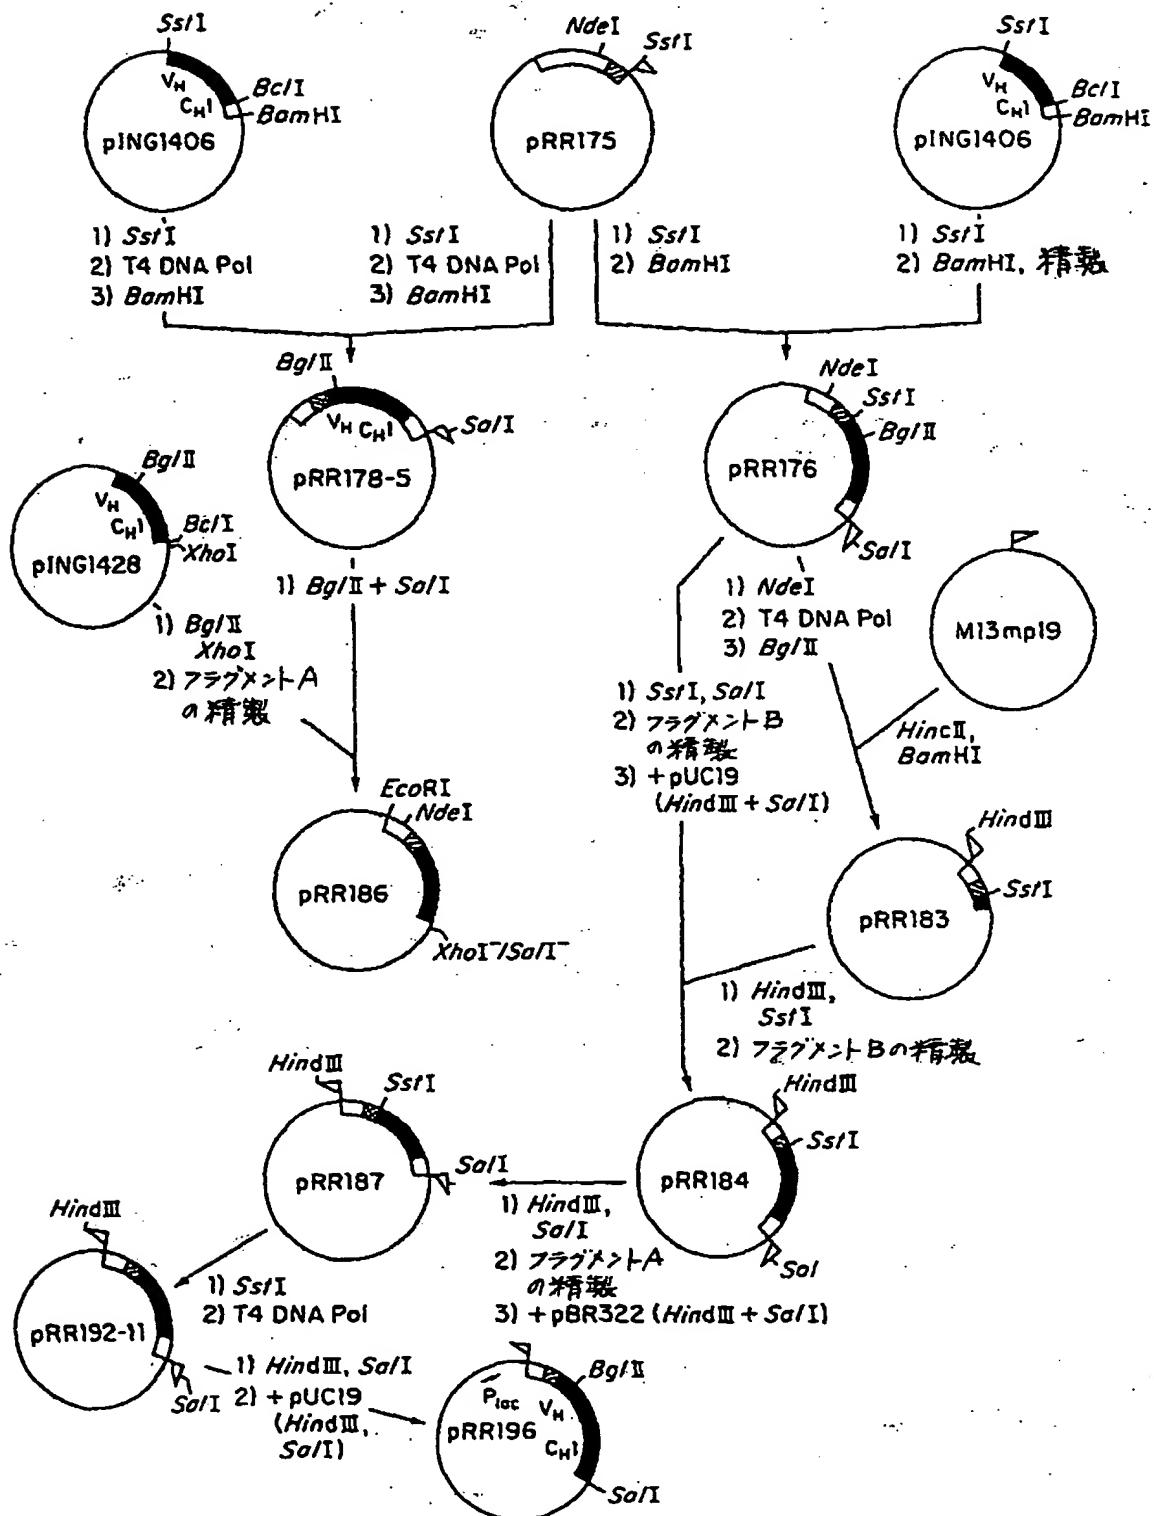 SstI
VH
CH1
BclI
BamHI
pING1406
NdeI
SstI
pRR175
SstI
VH
CH1
BclI
BamHI
pING1406
1) SstI
2) T4 DNA Pol
3) BamHI
1) SstI
2) T4 DNA Pol
3) BamHI
1) SstI
2) BamHI
1) SstI
2) BamHI, 精製
BglII
VH CH1
SalI
pRR178-5
NdeI
SstI
BglII
pRR176
SalI
BglII
VH
CH1
BclI
XhoI
pING1428
1) BglII
XhoI
2) フラグメントA
の精製
1) BglII + SalI
1) NdeI
2) T4 DNA Pol
3) BglII
M13mp19
HincII,
BamHI
1) SstI, SalI
2) フラグメントB
の精製
3) +pUC19
(HindIII + SalI)
EcoRI
NdeI
pRR186
XhoI⁻/SalI⁻
HindIII
SstI
pRR183
1) HindIII,
SstI
2) フラグメントBの精製
HindIII
SstI
pRR187
SalI
HindIII
SstI
pRR184
Sal
1) HindIII,
SalI
2) フラグメントA
の精製
3) +pBR322 (HindIII + SalI)
HindIII
pRR192-11
SalI
1) SstI
2) T4 DNA Pol
1) HindIII, SalI
2) +pUC19
(HindIII,
SalI)
Plac
BglII
VH
pRR196
CH1
SalI